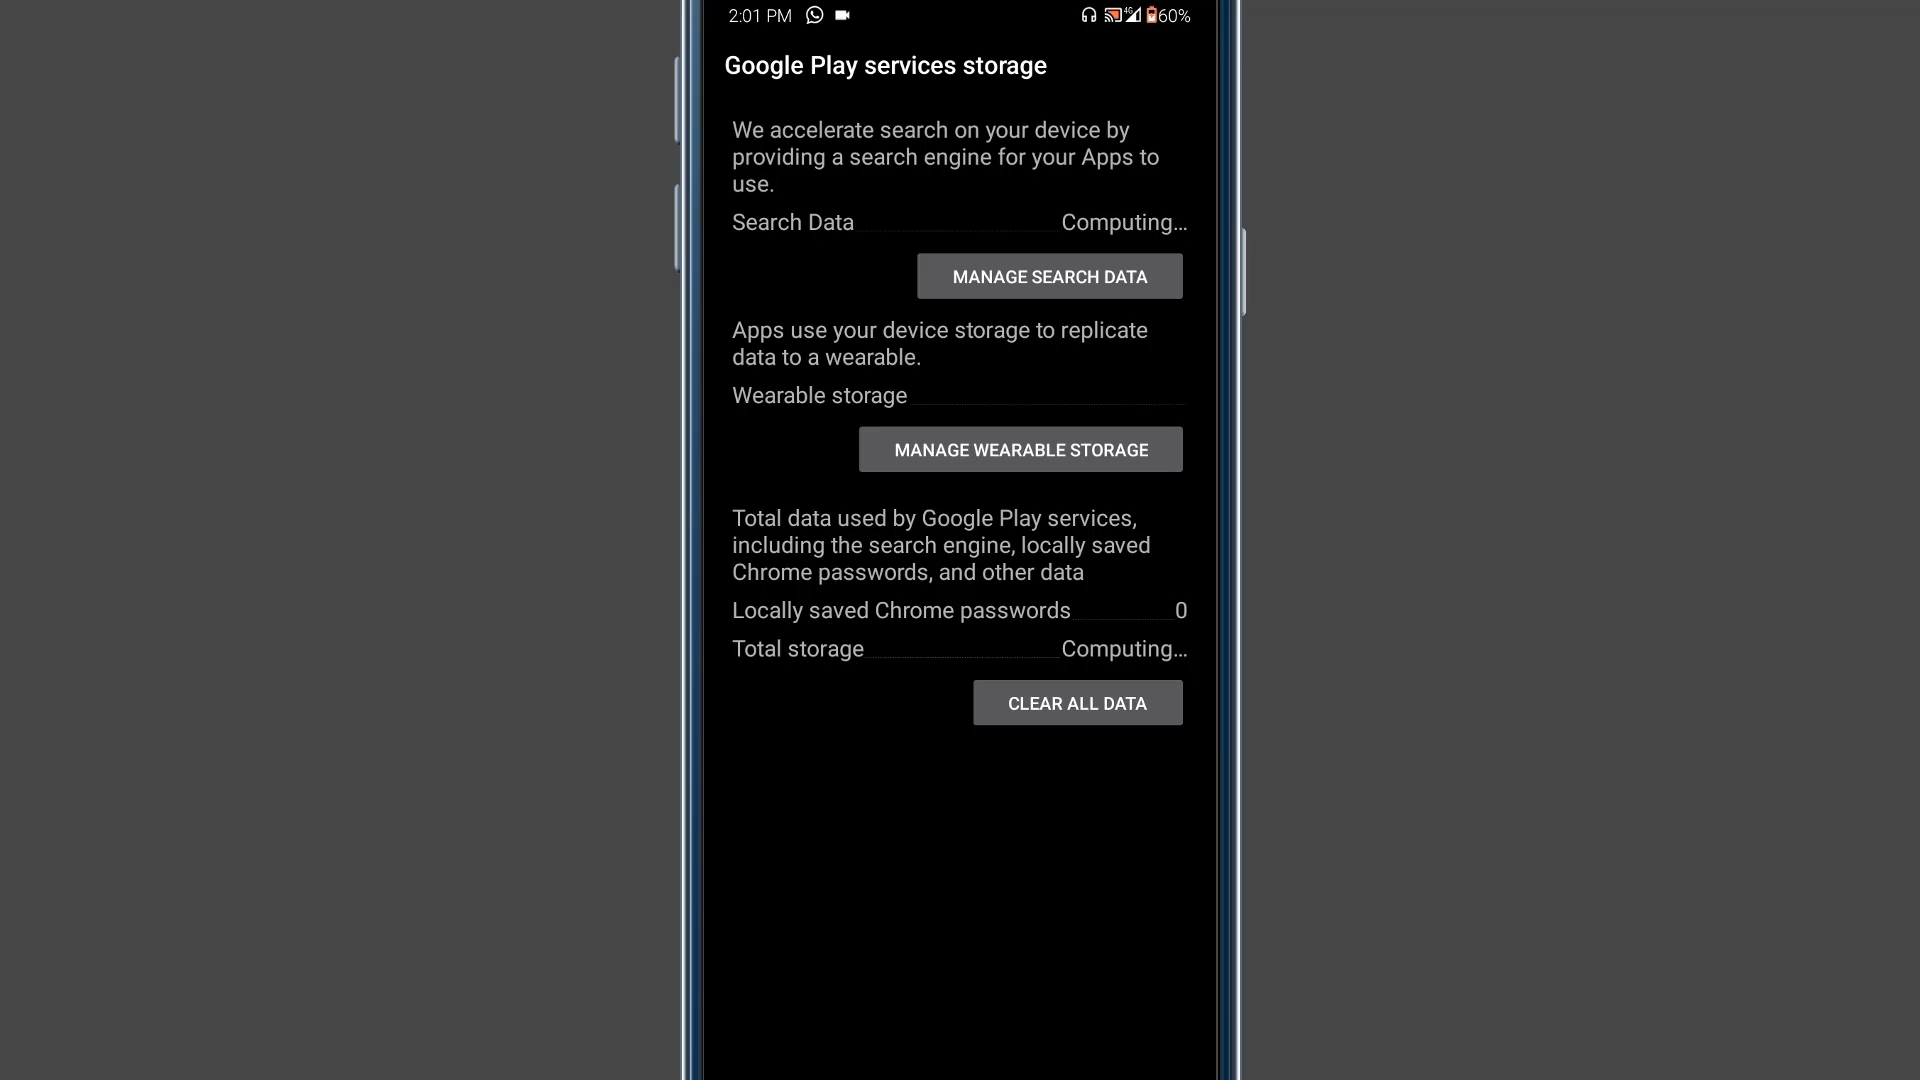 2:01 PM 4G 60%
Google Play services storage
We accelerate search on your device by
providing a search engine for your Apps to
use.
Search Data Computing...
MANAGE SEARCH DATA
Apps use your device storage to replicate
data to a wearable.
Wearable storage
MANAGE WEARABLE STORAGE
Total data used by Google Play services,
including the search engine, locally saved
Chrome passwords, and other data
Locally saved Chrome passwords 0
Total storage Computing...
CLEAR ALL DATA